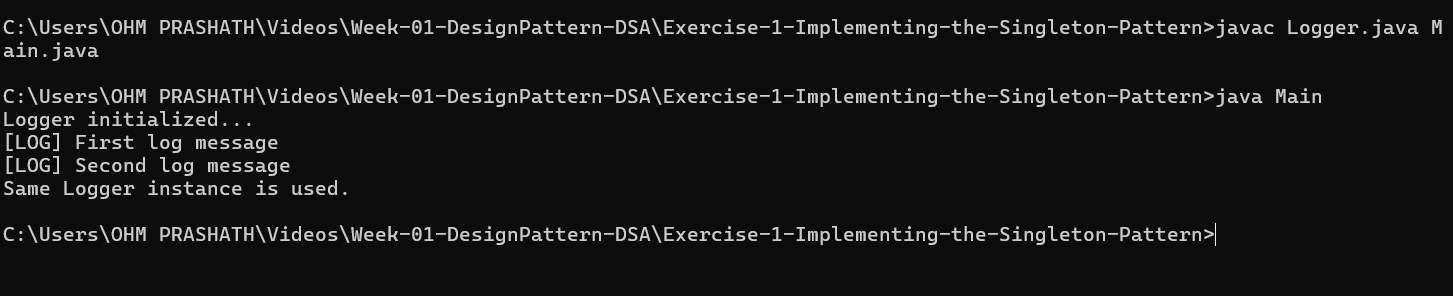 C:\Users\OHM PRASHATH\Videos\Week-01-DesignPattern-DSA\Exercise-1-Implementing-the-Singleton-Pattern>javac Logger.java M
ain.java
C:\Users\OHM PRASHATH\Videos\Week-01-DesignPattern-DSA\Exercise-1-Implementing-the-Singleton-Pattern>java Main
Logger initialized...
[LOG] First log message
[LOG] Second log message
Same Logger instance is used.
C:\Users\OHM PRASHATH\Videos\Week-01-DesignPattern-DSA\Exercise-1-Implementing-the-Singleton-Pattern>